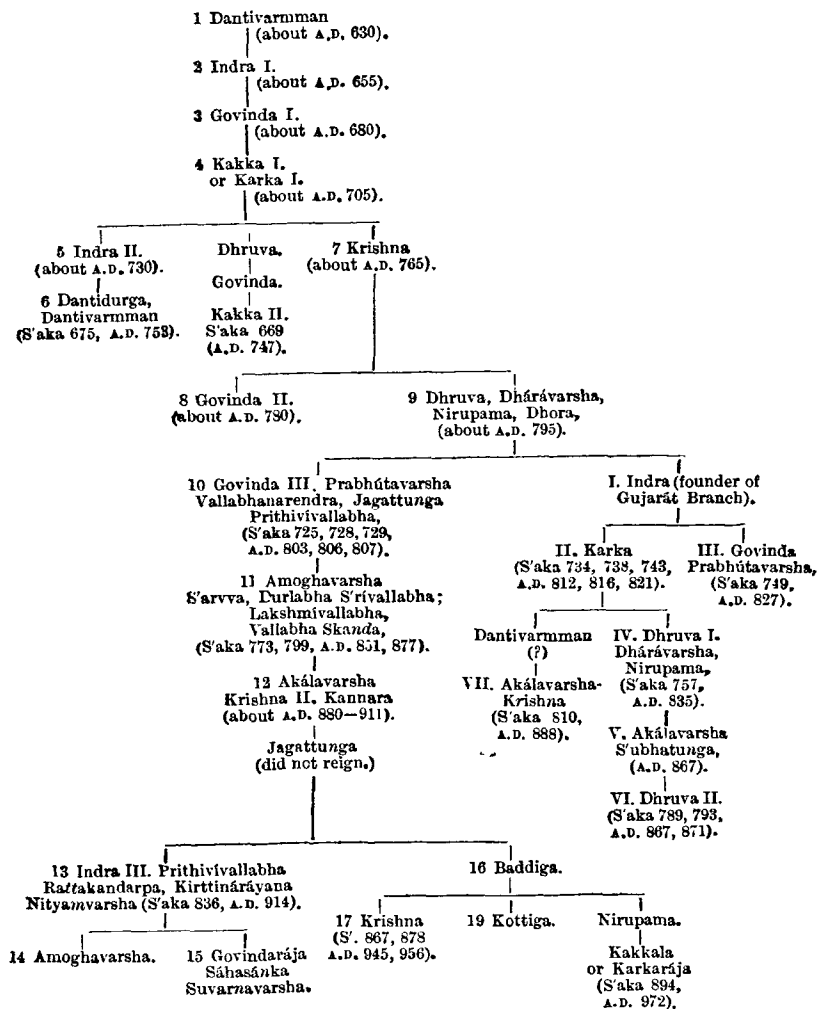 1 Dantivarmman
(about A.D. 630).
2 Indra I.
(about A.D. 655).
3 Govinda I.
(about A.D. 680).
4 Kakka I.
or Karka I.
(about A.D. 705).
5 Indra II.
(about A.D. 730).
6 Dantidurga,
Dantivarmman
(S'aka 675, A.D. 753).
Dhruva.
Govinda.
Kakka II.
S'aka 669
(A.D. 747).
7 Krishna
(about A.D. 765).
8 Govinda II.
(about A.D. 780).
9 Dhruva, Dhárávarsha,
Nirupama, Dhora,
(about A.D. 795).
10 Govinda III. Prabhútavarsha
Vallabhanarendra, Jagattunga
Prithivívallabha,
(S'aka 725, 728, 729,
A.D. 803, 806, 807).
11 Amoghavarsha
S'arvva, Durlabha S'rívallabha;
Lakshmívallabha,
Vallabha Skanda,
(S'aka 773, 799, A.D. 851, 877).
12 Akálavarsha
Krishna II. Kannara
(about A.D. 880–911).
Jagattunga
(did not reign.)
I. Indra (founder of
Gujarát Branch).
II. Karka
(S'aka 734, 738, 743,
A.D. 812, 816, 821).
III. Govinda
Prabhútavarsha,
(S'aka 749,
A.D. 827).
Dantivarmman
(?)
VII. Akálavarsha-
Krishna
(S'aka 810,
A.D. 888).
IV. Dhruva I.
Dhárávarsha,
Nirupama,
(S'aka 757,
A.D. 835).
V. Akálavarsha
S'ubhatunga,
(A.D. 867).
VI. Dhruva II.
(S'aka 789, 793,
A.D. 867, 871).
13 Indra III. Prithivívallabha
Rattakandarpa, Kirttináráyana
Nityamvarsha (S'aka 836, A.D. 914).
14 Amoghavarsha.
15 Govindarája
Sáhasánka
Suvarnavarsha.
16 Baddiga.
17 Krishna
(S'. 867, 878
A.D. 945, 956).
19 Kottiga.
Nirupama.
Kakkala
or Karkarája
(S'aka 894,
A.D. 972).